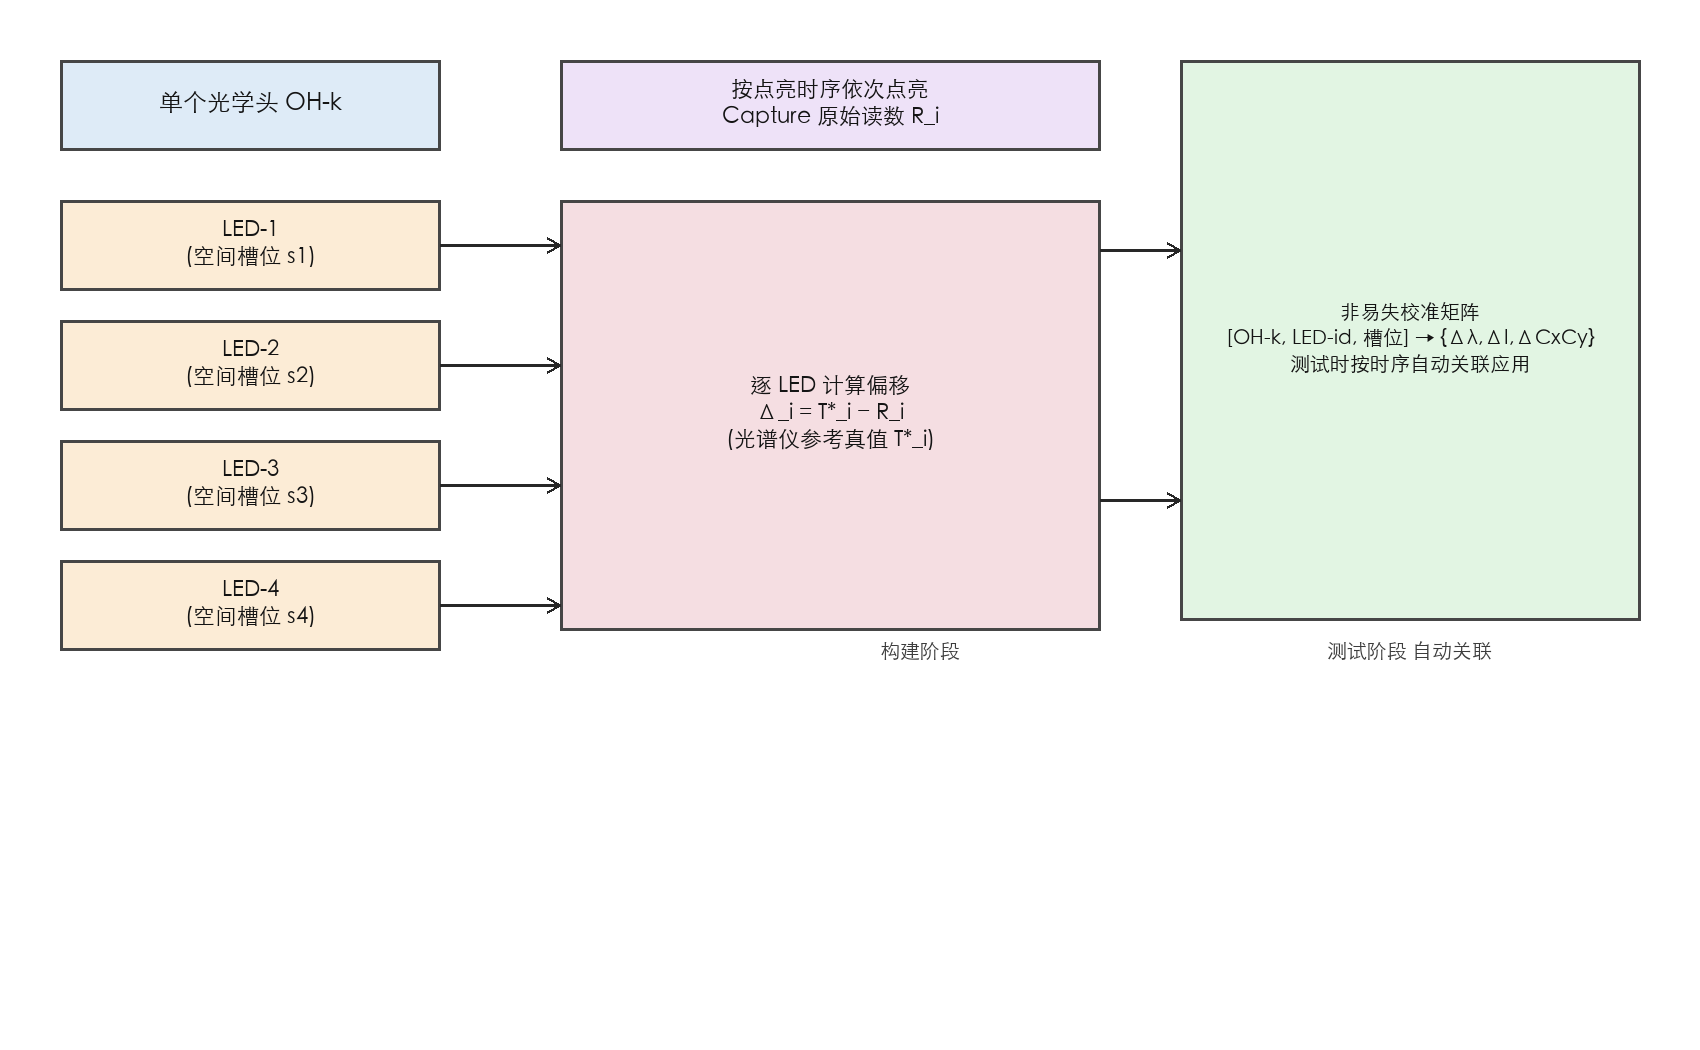 单个光学头 OH-k
按点亮时序依次点亮
Capture 原始读数 R_i
LED-1
(空间槽位 s1)
LED-2
(空间槽位 s2)
LED-3
(空间槽位 s3)
LED-4
(空间槽位 s4)
逐 LED 计算偏移
Δ_i = T*_i − R_i
(光谱仪参考真值 T*_i)
非易失校准矩阵
[OH-k, LED-id, 槽位] → {Δλ,ΔI,ΔCxCy}
测试时按时序自动关联应用
构建阶段
测试阶段 自动关联